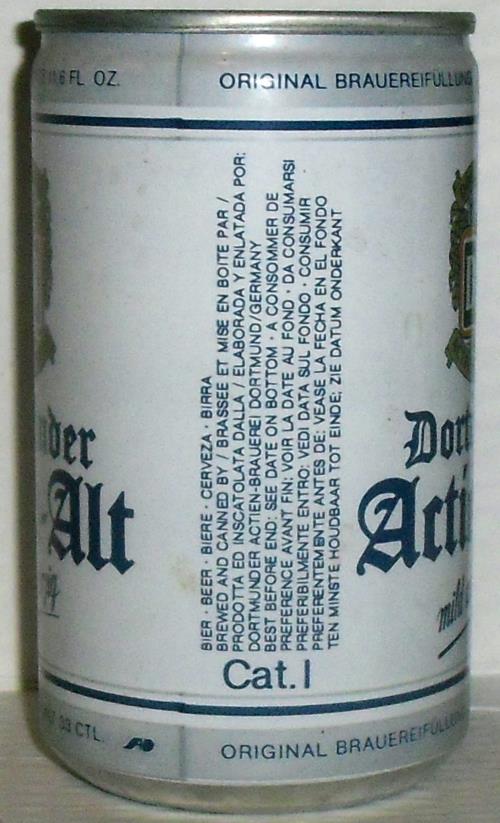 11.6 FL OZ.
ORIGINAL BRAUEREIFÜLLUNG
BIER · BEER · BIERE · CERVEZA · BIRRA
BREWED AND CANNED BY / BRASSEE ET MISE EN BOITE PAR /
PRODOTTA ED INSCATOLATA DALLA / ELABORADA Y ENLATADA POR:
DORTMUNDER ACTIEN-BRAUEREI DORTMUND/GERMANY
BEST BEFORE END: SEE DATE ON BOTTOM · A CONSOMMER DE
PREFERENCE AVANT FIN: VOIR LA DATE AU FOND · DA CONSUMARSI
PREFERIBILMENTE ENTRO: VEDI DATA SUL FONDO · CONSUMIR
PREFERENTEMENTE ANTES DE: VEASE LA FECHA EN EL FONDO
TEN MINSTE HOUDBAAR TOT EINDE; ZIE DATUM ONDERKANT
Cat. I
der
Alt
Dort
Acti
mild
33 CTL.
ORIGINAL BRAUEREIFÜLLUNG